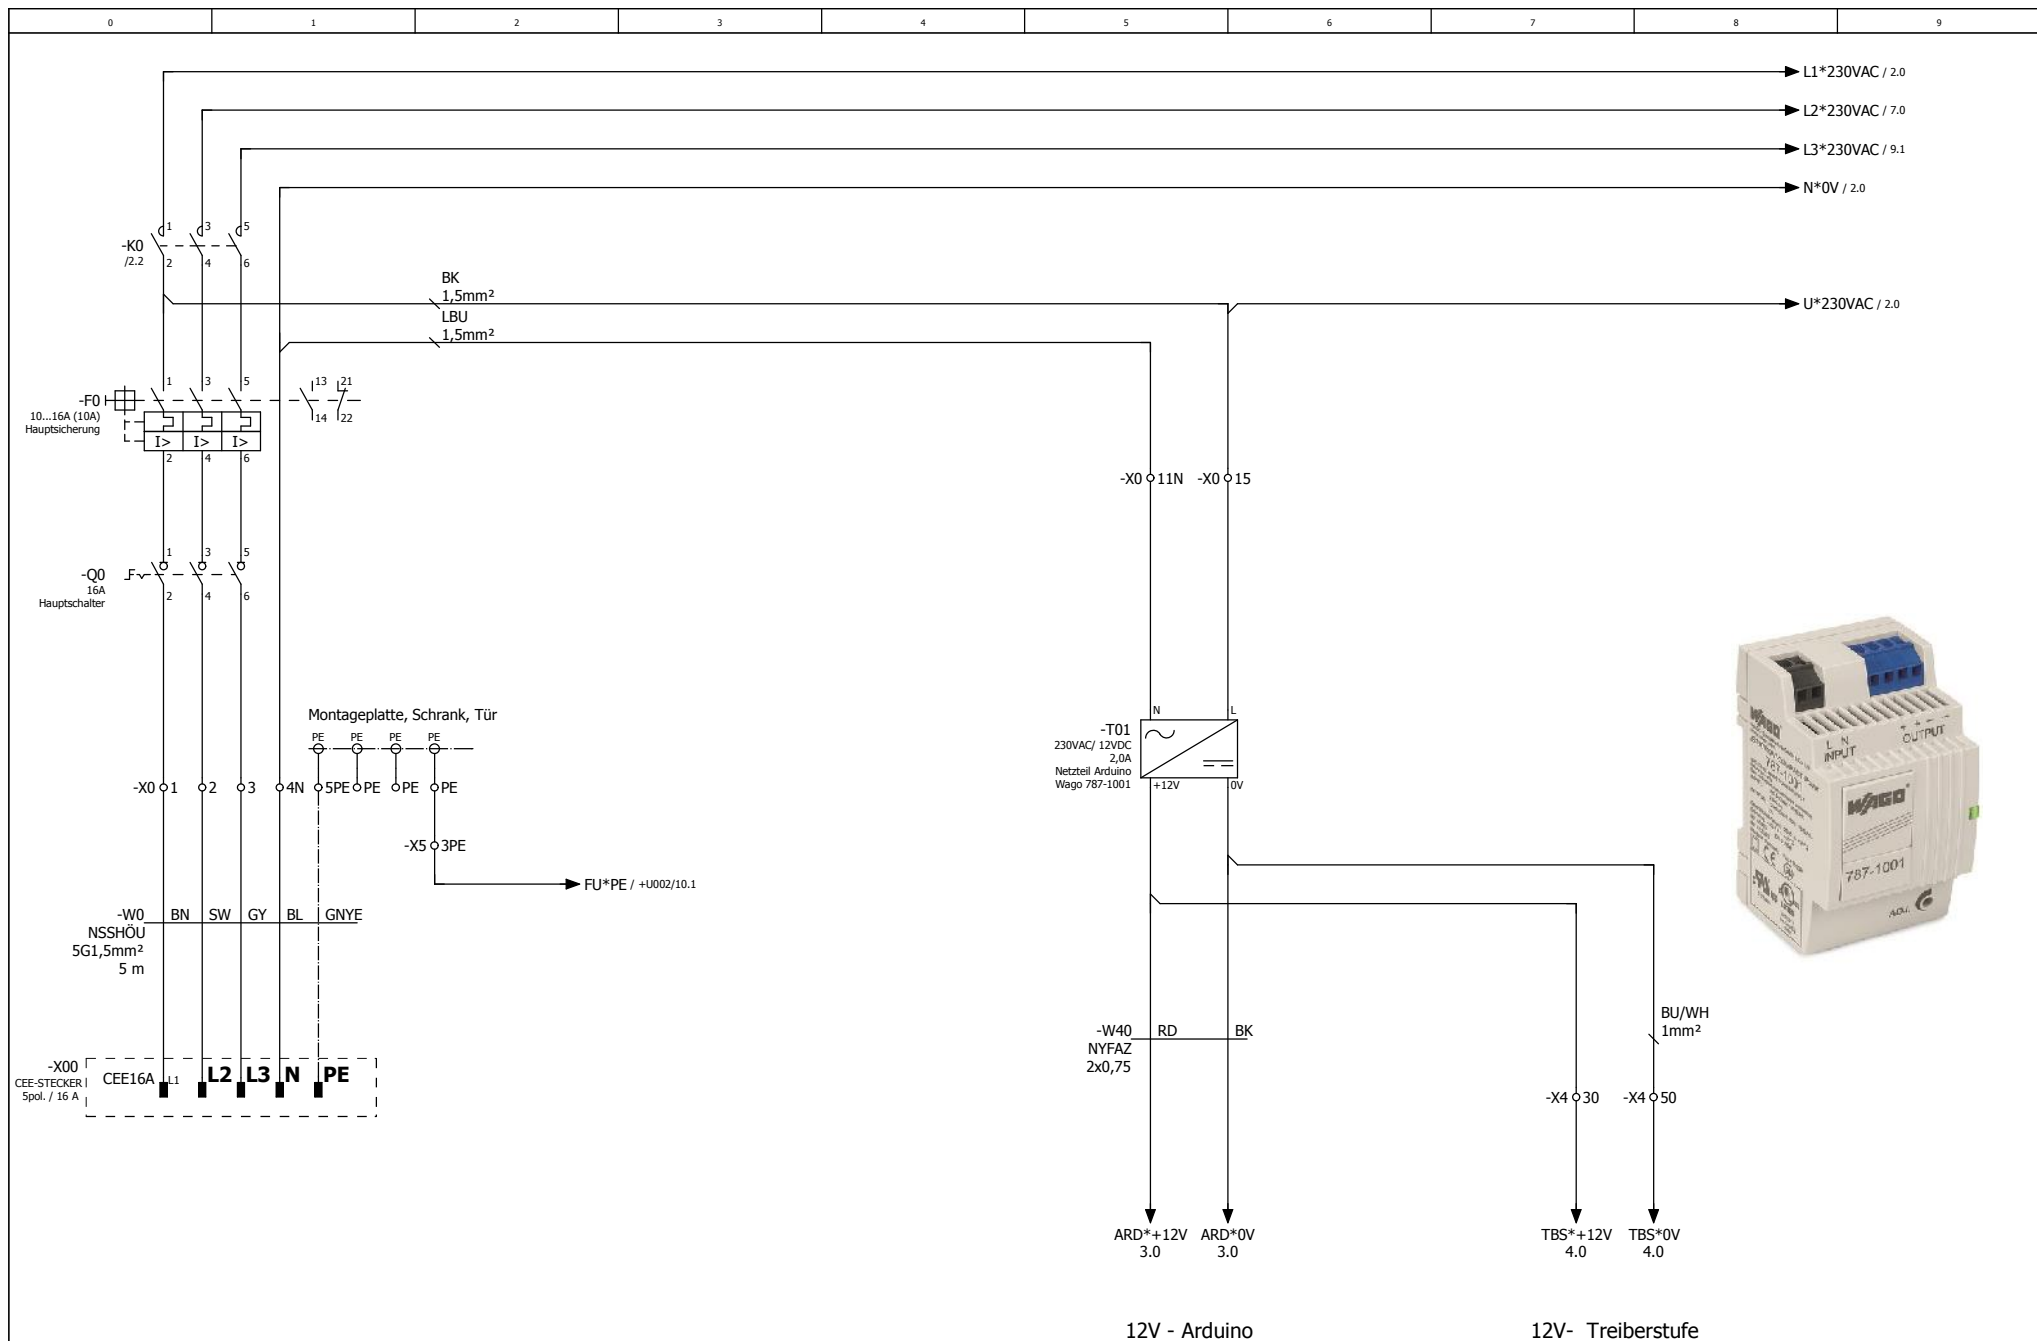 0 1 2 3 4 5 6 7 8 9
L1*230VAC / 2.0
L2*230VAC / 7.0
L3*230VAC / 9.1
N*0V / 2.0
1 3 5
-K0
/2.2
2 4 6
BK
1,5mm²
U*230VAC / 2.0
LBU
1,5mm²
1 3 5 13 21
-F0
10...16A (10A)
Hauptsicherung
14 22
I> I> I>
2 4 6
-X0 11N -X0 15
1 3 5
-Q0
16A
Hauptschalter
2 4 6
Montageplatte, Schrank, Tür
PE PE PE PE
-X0 1 2 3 4N 5PE PE PE PE
-X5 3PE
FU*PE / +U002/10.1
N L
-T01
230VAC/ 12VDC
2,0A
Netzteil Arduino
Wago 787-1001
+12V 0V
WAGO
L N
INPUT
+ + - -
OUTPUT
WAGO
787-1001
-W0 BN SW GY BL GNYE
NSSHÖU
5G1,5mm²
5 m
-W40 RD BK
NYFAZ
2x0,75
BU/WH
1mm²
-X00
CEE-STECKER
5pol. / 16 A
CEE16A L1 L2 L3 N PE
-X4 30 -X4 50
ARD*+12V
3.0
ARD*0V
3.0
TBS*+12V
4.0
TBS*0V
4.0
12V - Arduino
12V- Treiberstufe